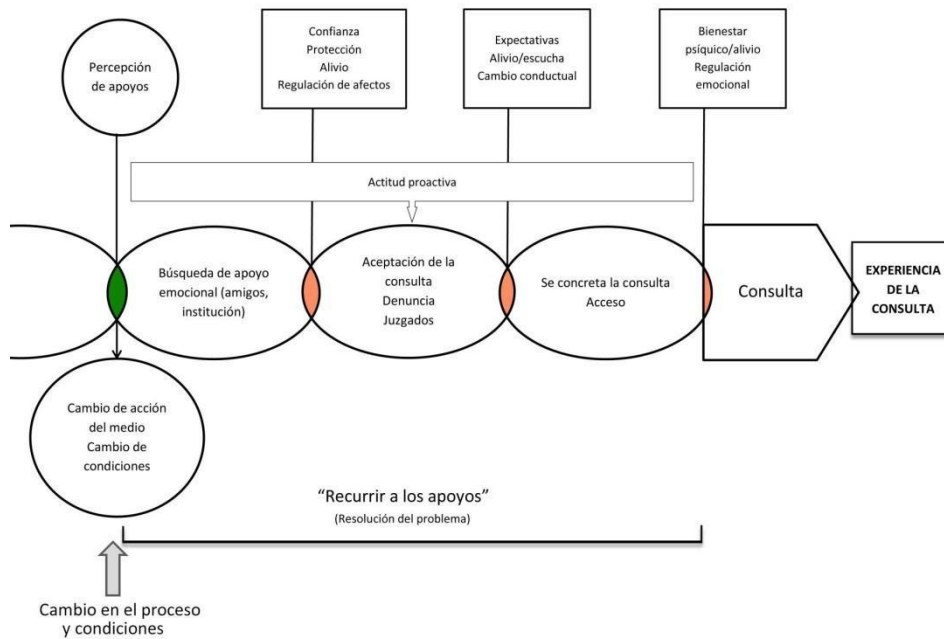 Percepción
de apoyos
Confianza
Protección
Alivio
Regulación de afectos
Expectativas
Alivio/escucha
Cambio conductual
Bienestar
psíquico/alivio
Regulación
emocional
Actitud proactiva
Búsqueda de apoyo
emocional (amigos,
institución)
Aceptación de la
consulta
Denuncia
Juzgados
Se concreta la consulta
Acceso
Consulta
EXPERIENCIA
DE LA
CONSULTA
Cambio de acción
del medio
Cambio de
condiciones
“Recurrir a los apoyos”
(Resolución del problema)
Cambio en el proceso
y condiciones